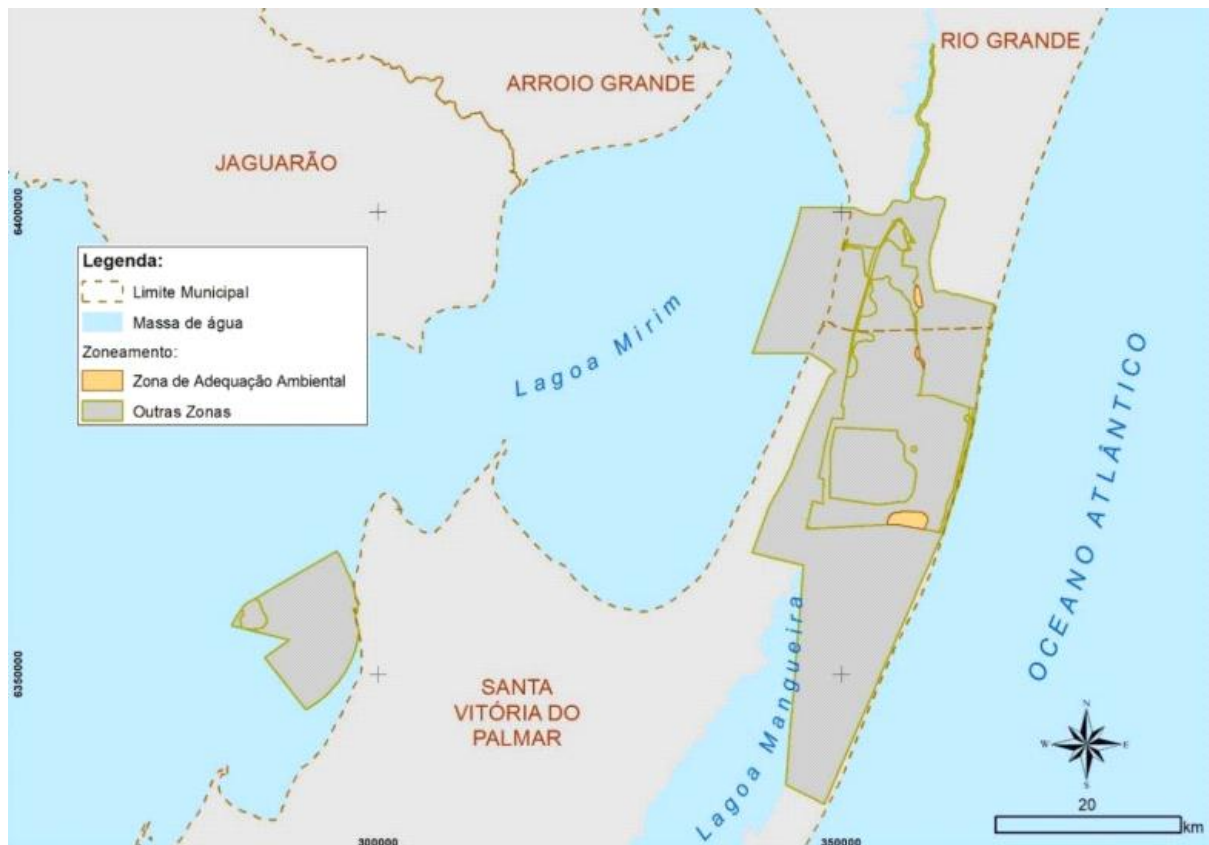 RIO GRANDE
ARROIO GRANDE
JAGUARÃO
6400000
Legenda:
Limite Municipal
Massa de água
Zoneamento:
Zona de Adequação Ambiental
Outras Zonas
Lagoa Mirim
OCEANO ATLÂNTICO
6350000
SANTA
VITÓRIA DO
PALMAR
Lagoa Mangueira
N
W
E
S
20
km
300000
350000